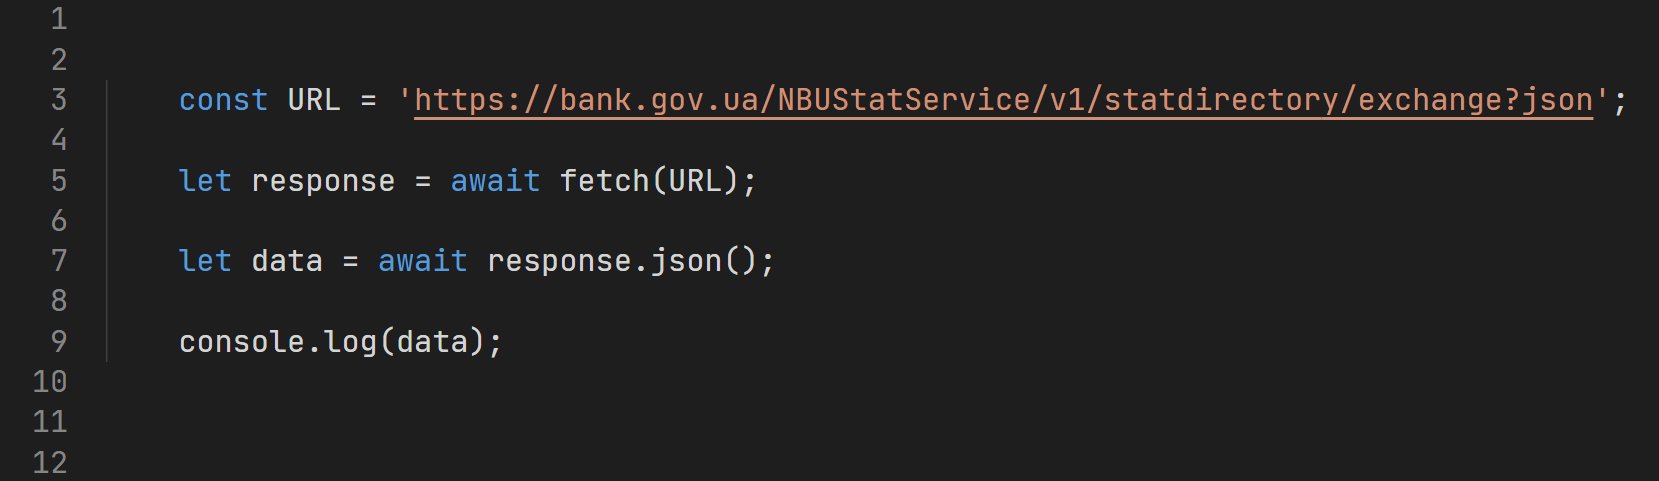 1
2
3 const URL = 'https://bank.gov.ua/NBUStatService/v1/statdirectory/exchange?json';
4
5 let response = await fetch(URL);
6
7 let data = await response.json();
8
9 console.log(data);
10
11
12